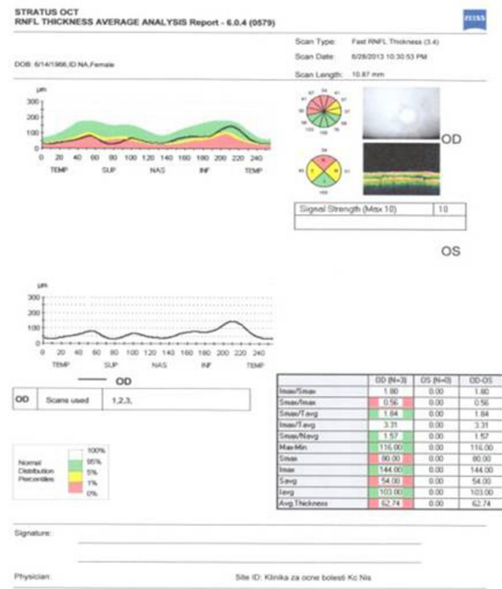 STRATUS OCT
RNFL THICKNESS AVERAGE ANALYSIS Report - 6.0.4 (0579)
ZEISS
Scan Type: Fast RNFL Thickness (3.4)
Scan Date: 6/28/2013 10:30:53 PM
DOB: 6/14/1966, ID NA, Female
Scan Length: 10.87 mm
µm
300
200
100
0
0 20 40 60 80 100 120 140 160 180 200 220 240
TEMP SUP NAS INF TEMP
OD
Signal Strength (Max 10) 10
OS
µm
300
200
100
0
0 20 40 60 80 100 120 140 160 180 200 220 240
TEMP SUP NAS INF TEMP
OD
OD Scans used 1,2,3,
OD (N=3) OS (N=0) OD-OS
Imax/Smax 1.80 0.00 1.80
Smax/Imax 0.56 0.00 0.56
Smax/Tavg 1.84 0.00 1.84
Imax/Tavg 3.31 0.00 3.31
Smax/Navg 1.57 0.00 1.57
Max-Min 116.00 0.00 116.00
Smax 80.00 0.00 80.00
Imax 144.00 0.00 144.00
Savg 54.00 0.00 54.00
Iavg 103.00 0.00 103.00
Avg.Thickness 62.74 0.00 62.74
Normal
Distribution
Percentiles
100%
95%
5%
1%
0%
Signature:
Physician:
Site ID: Klinika za ocne bolesti Kc Nis